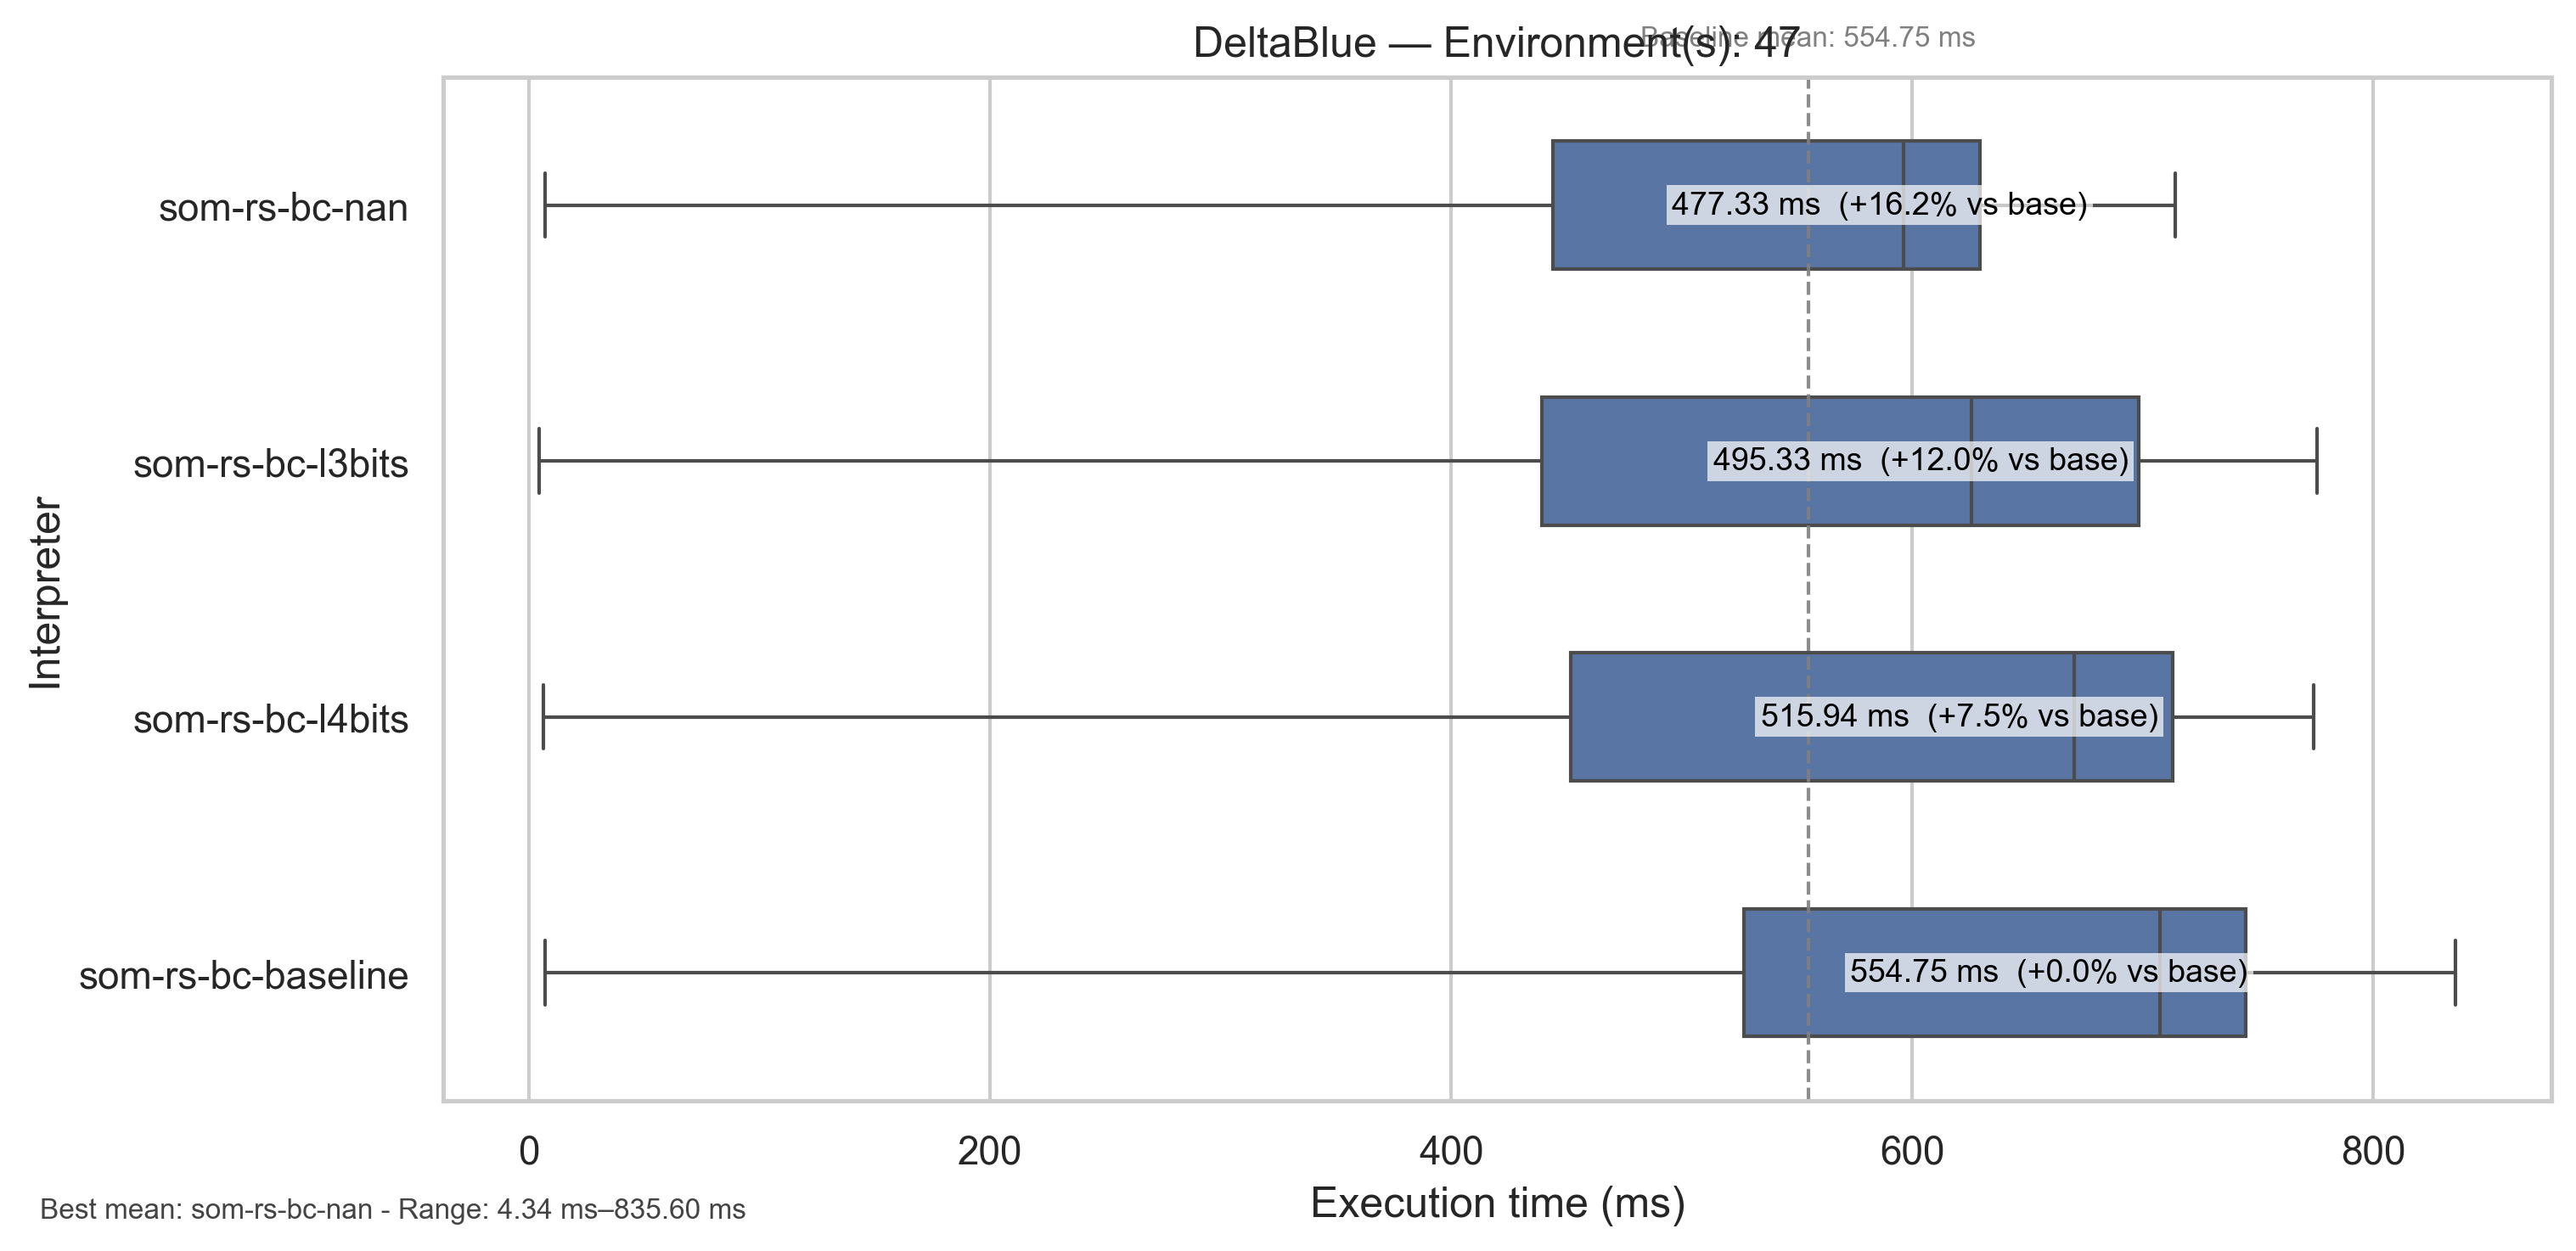 DeltaBlue — Environment(s): 47
Baseline mean: 554.75 ms
Interpreter
som-rs-bc-nan
477.33 ms (+16.2% vs base)
som-rs-bc-l3bits
495.33 ms (+12.0% vs base)
som-rs-bc-l4bits
515.94 ms (+7.5% vs base)
som-rs-bc-baseline
554.75 ms (+0.0% vs base)
0 200 400 600 800
Execution time (ms)
Best mean: som-rs-bc-nan - Range: 4.34 ms–835.60 ms